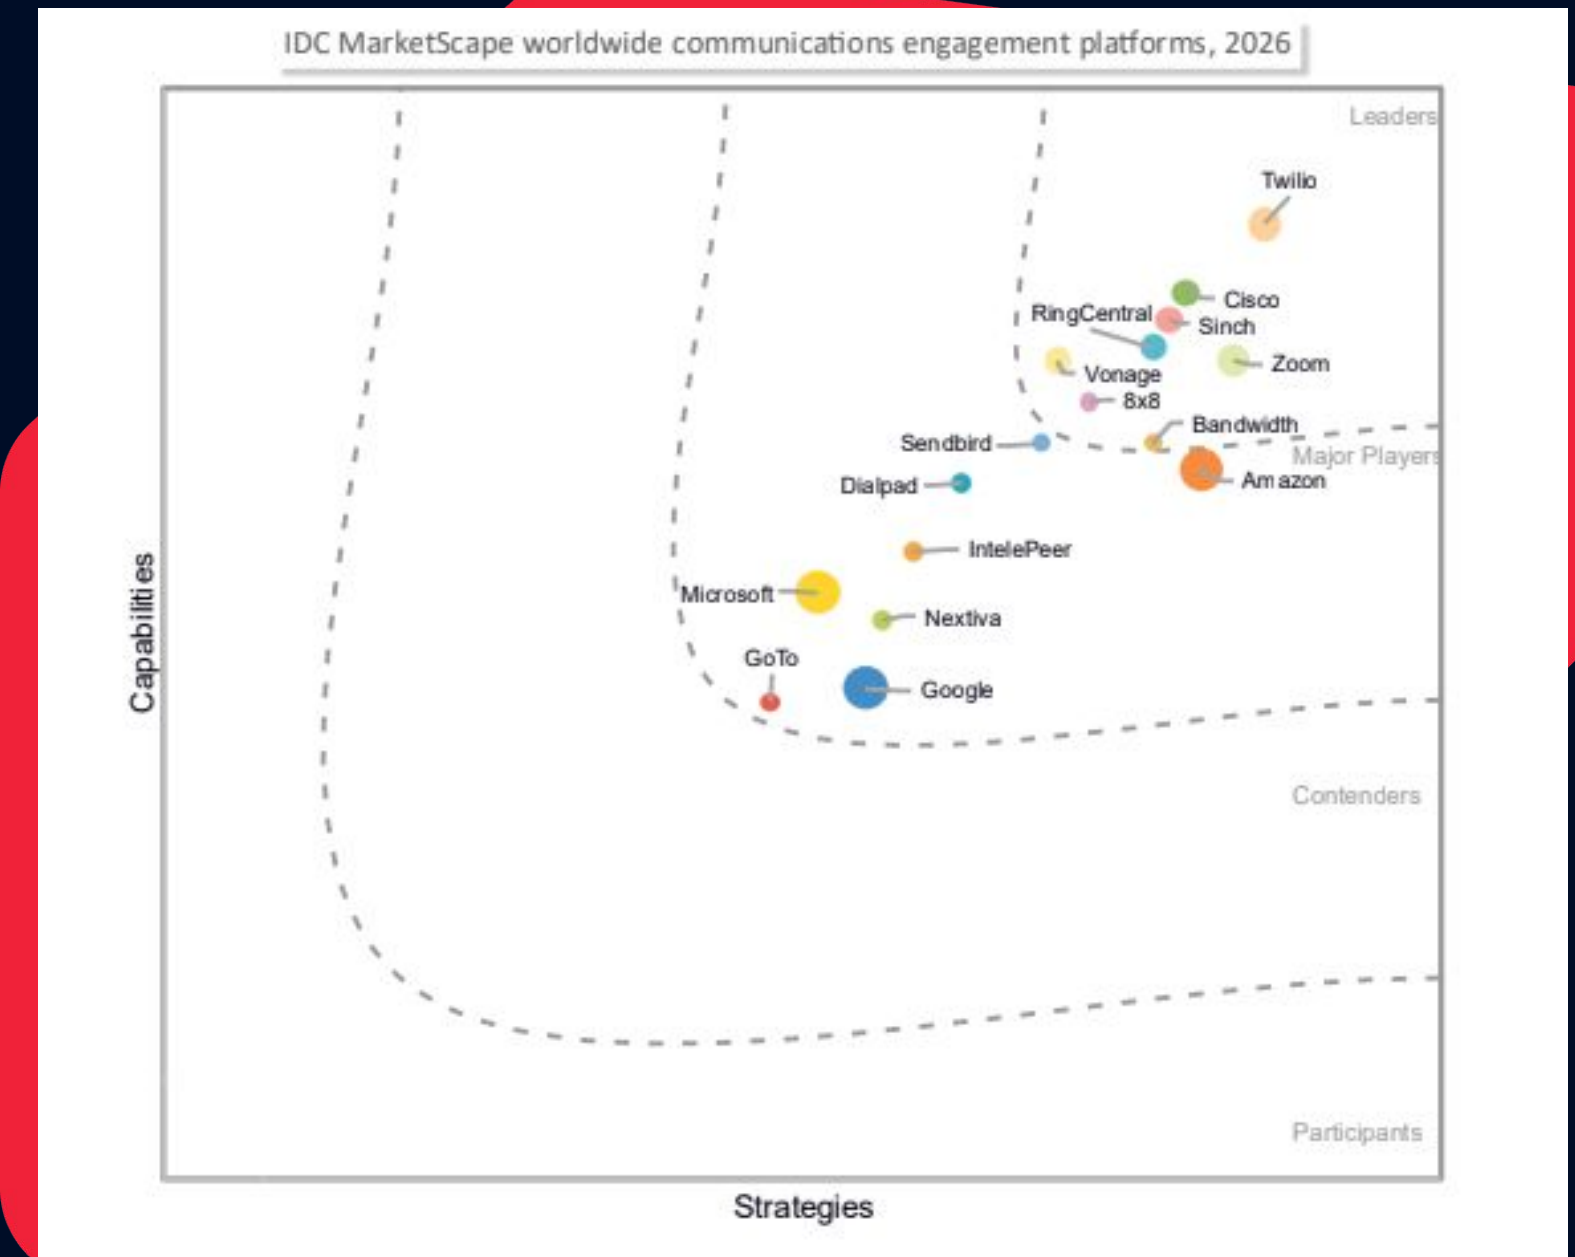 IDC MarketScape worldwide communications engagement platforms, 2026
Leaders
Twilio
Cisco
RingCentral
Sinch
Zoom
Vonage
8x8
Bandwidth
Sendbird
Major Players
Amazon
Dialpad
IntelePeer
Microsoft
Nextiva
GoTo
Google
Capabilities
Contenders
Participants
Strategies